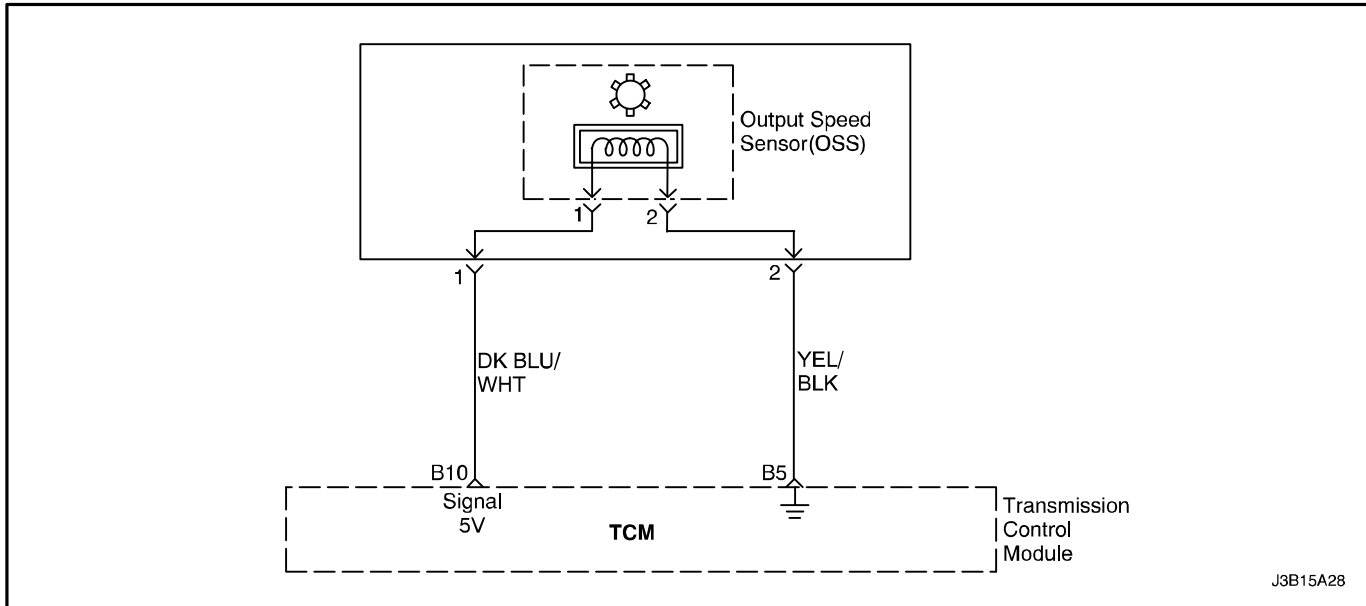 Output Speed
Sensor(OSS)
1
2
1
2
DK BLU/
WHT
YEL/
BLK
B10
B5
Signal
5V
TCM
Transmission
Control
Module
J3B15A28